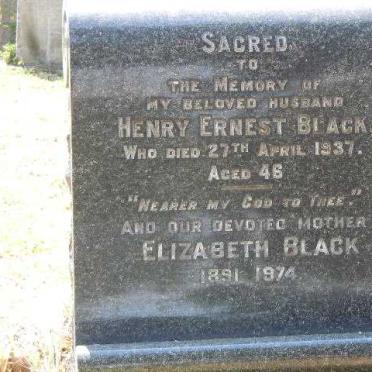 SACRED
TO
THE MEMORY OF
MY BELOVED HUSBAND
HENRY ERNEST BLACK
WHO DIED 27TH APRIL 1937.
AGED 46
"NEARER MY GOD TO THEE."
AND OUR DEVOTED MOTHER
ELIZABETH BLACK
1891 1974